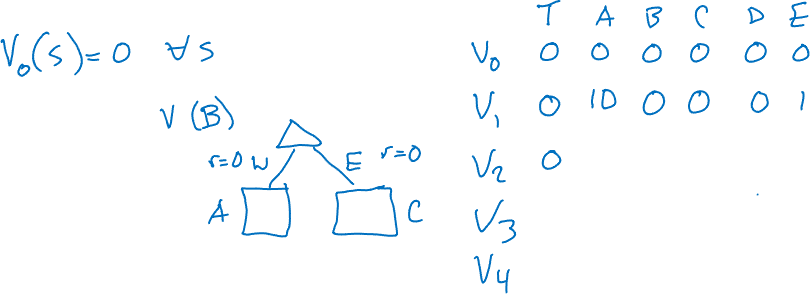 T A B C D E
V₀(s)=0 ∀s
V₀ 0 0 0 0 0 0
V (B)
V₁ 0 10 0 0 0 1
r=0 W E r=0
V₂ 0
A C
V₃
V₄